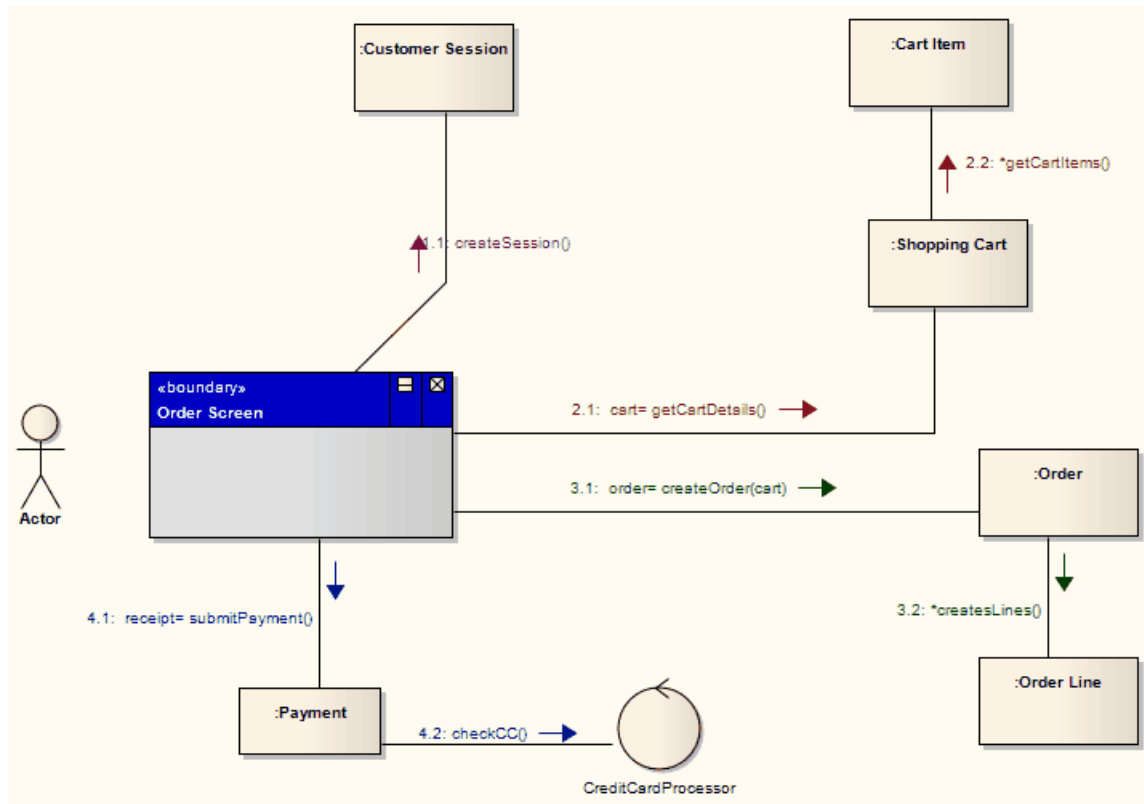 :Customer Session
:Cart Item
2.2: *getCartItems()
1.1: createSession()
:Shopping Cart
«boundary»
Order Screen
2.1: cart= getCartDetails()
3.1: order= createOrder(cart)
:Order
Actor
4.1: receipt= submitPayment()
3.2: *createsLines()
:Order Line
:Payment
4.2: checkCC()
CreditCardProcessor